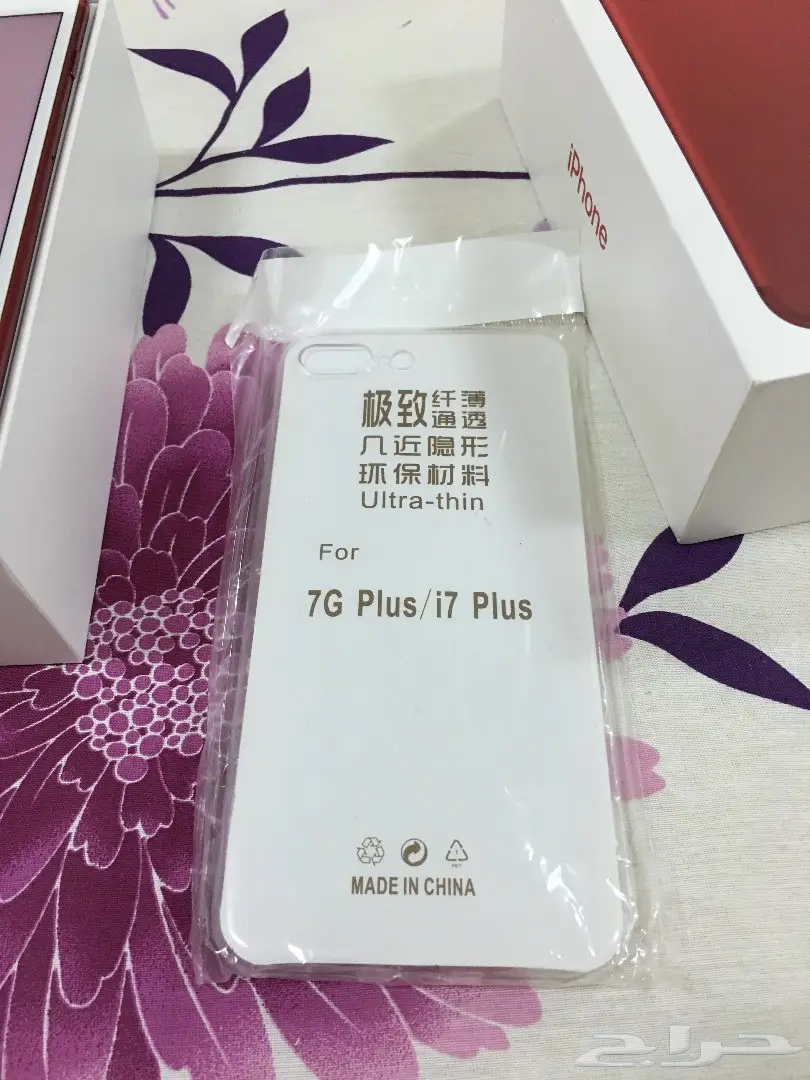 iPhone
极致纤薄通透
几近隐形
环保材料
Ultra-thin
For
7G Plus/i7 Plus
MADE IN CHINA
حراج